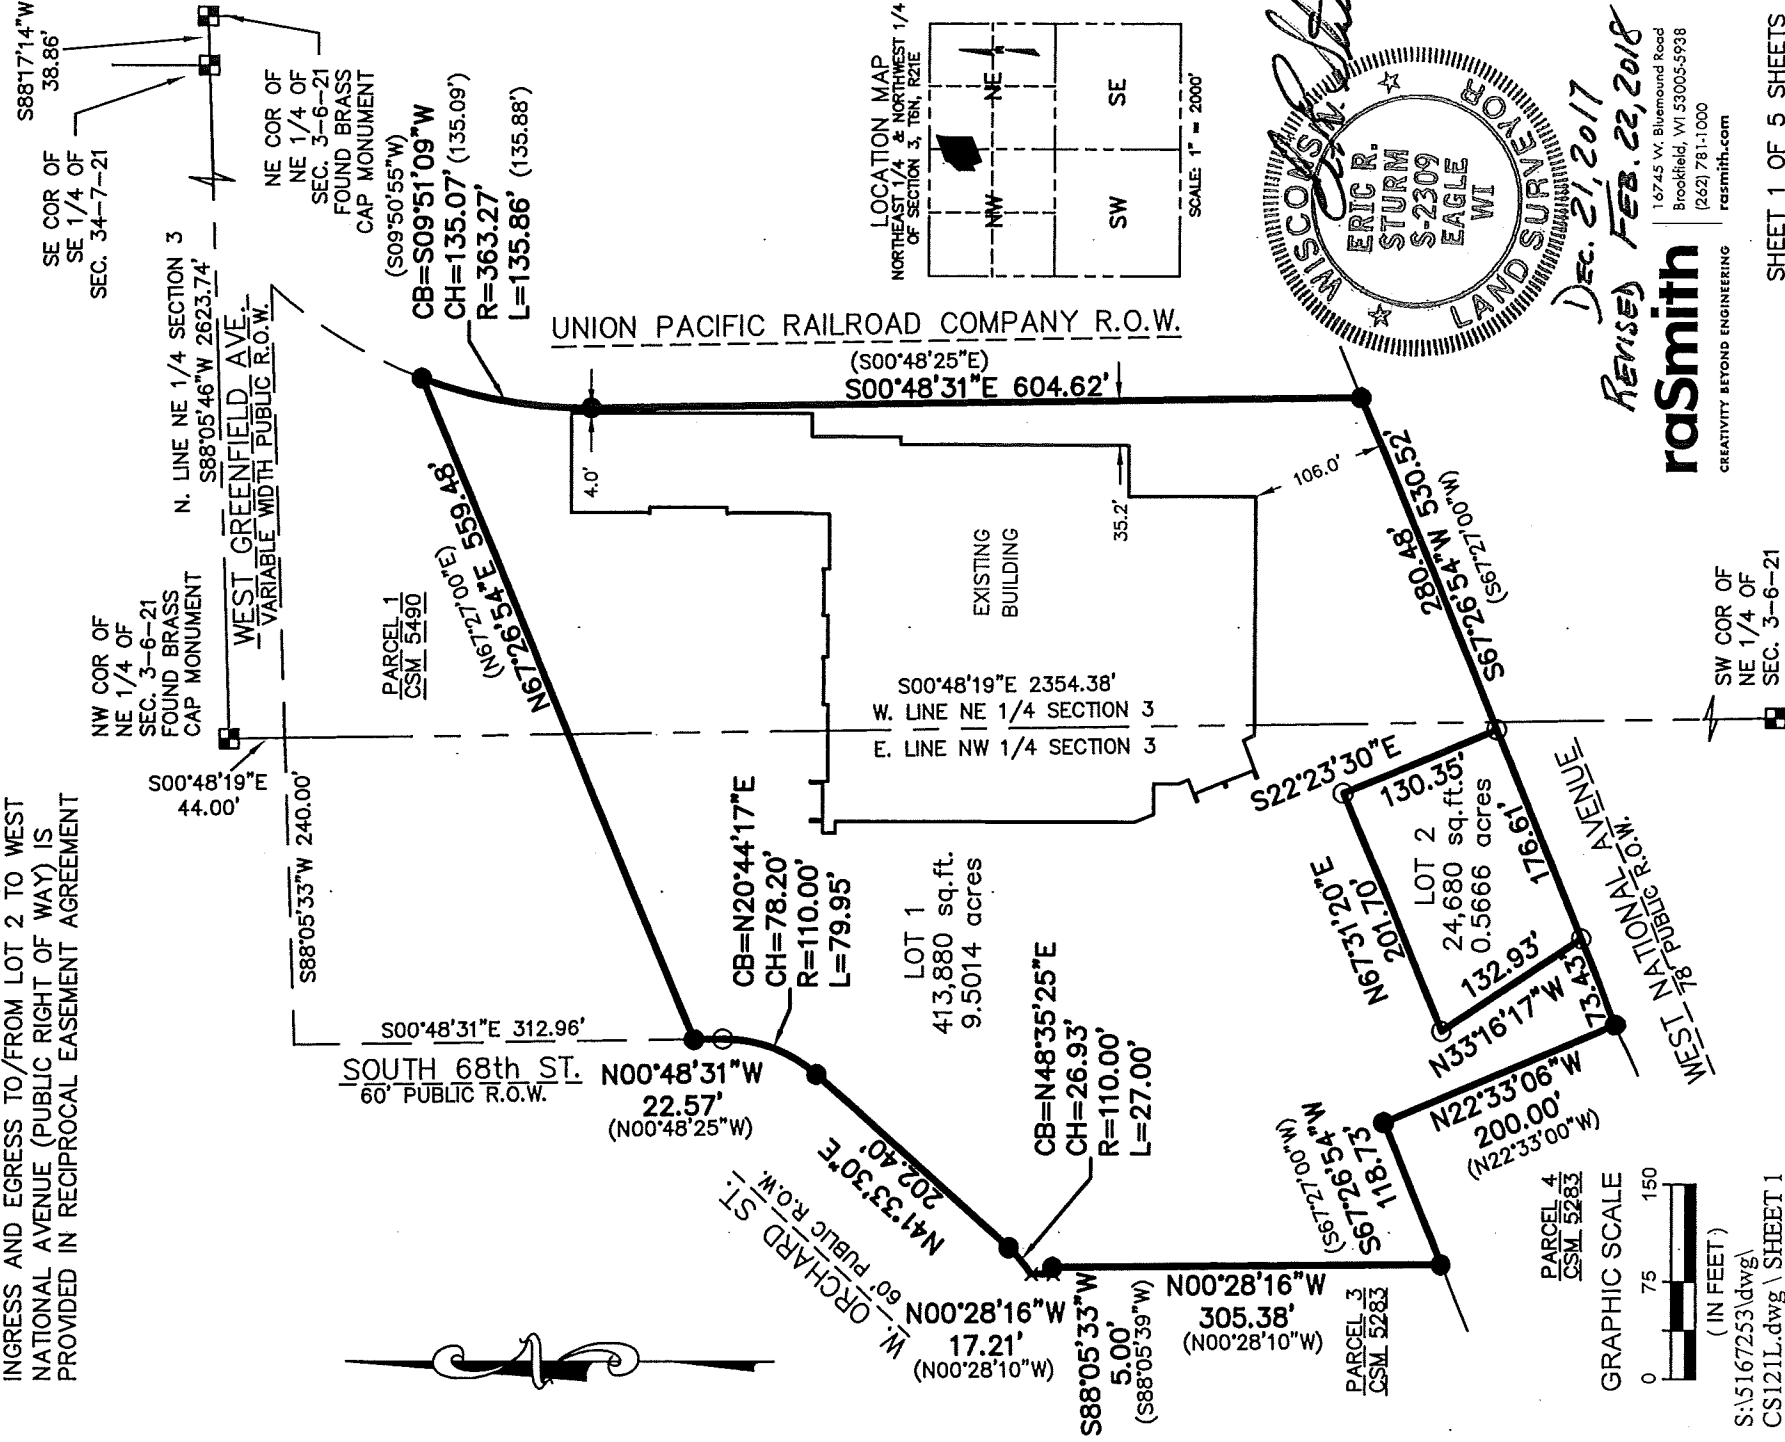 INGRESS AND EGRESS TO/FROM LOT 2 TO WEST
NATIONAL AVENUE (PUBLIC RIGHT OF WAY) IS
PROVIDED IN RECIPROCAL EASEMENT AGREEMENT
NW COR OF
NE 1/4 OF
SEC. 3-6-21
FOUND BRASS
CAP MONUMENT
S00°48'19"E
44.00'
SE COR OF
SE 1/4 OF
SEC. 34-7-21
S88°17'14"W
38.86'
NE COR OF
NE 1/4 OF
SEC. 3-6-21
FOUND BRASS
CAP MONUMENT
N. LINE NE 1/4 SECTION 3
S88°05'46"W 2623.74'
WEST GREENFIELD AVE.
VARIABLE WIDTH PUBLIC R.O.W.
S88°05'33"W 240.00'
PARCEL 1
CSM 5490
N67°26'54"E 559.48'
(N67°27'00"E)
(S09°50'55"W)
CB=S09°51'09"W
CH=135.07' (135.09')
R=363.27'
L=135.86' (135.88')
UNION PACIFIC RAILROAD COMPANY R.O.W.
(S00°48'25"E)
S00°48'31"E 604.62'
4.0'
35.2'
106.0'
EXISTING
BUILDING
S00°48'19"E 2354.38'
W. LINE NE 1/4 SECTION 3
E. LINE NW 1/4 SECTION 3
S00°48'31"E 312.96'
SOUTH 68th ST.
60' PUBLIC R.O.W.
N00°48'31"W
22.57'
(N00°48'25"W)
CB=N20°44'17"E
CH=78.20'
R=110.00'
L=79.95'
LOT 1
413,880 sq.ft.
9.5014 acres
N41°33'30"E
202.40'
W. ORCHARD ST.
60' PUBLIC R.O.W.
CB=N48°35'25"E
CH=26.93'
R=110.00'
L=27.00'
N00°28'16"W
17.21'
(N00°28'10"W)
S88°05'33"W
5.00'
(S88°05'39"W)
N00°28'16"W
305.38'
(N00°28'10"W)
S67°26'54"W
118.73'
(S67°27'00"W)
N22°33'06"W
200.00'
(N22°33'00"W)
S22°23'30"E
130.35'
N67°31'20"E
201.70'
LOT 2
24,680 sq.ft.
0.5666 acres
N33°16'17"W
132.93'
73.43'
176.61'
280.48'
S67°26'54"W 530.52'
(S67°27'00"W)
WEST NATIONAL AVENUE
78' PUBLIC R.O.W.
PARCEL 3
CSM 5283
PARCEL 4
CSM 5283
SW COR OF
NE 1/4 OF
SEC. 3-6-21
LOCATION MAP
NORTHEAST 1/4 & NORTHWEST 1/4
OF SECTION 3, T6N, R21E
NW
NE
SW
SE
SCALE: 1" = 2000'
WISCONSIN
ERIC R.
STURM
S-2309
EAGLE
WI
LAND SURVEYOR
DEC. 21, 2017
REVISED FEB. 22, 2018
raSmith
CREATIVITY BEYOND ENGINEERING
16745 W. Bluemound Road
Brookfield, WI 53005-5938
(262) 781-1000
rasmith.com
GRAPHIC SCALE
0 75 150
( IN FEET )
S:\5167253\dwg\
CS121L.dwg \ SHEET 1
SHEET 1 OF 5 SHEETS